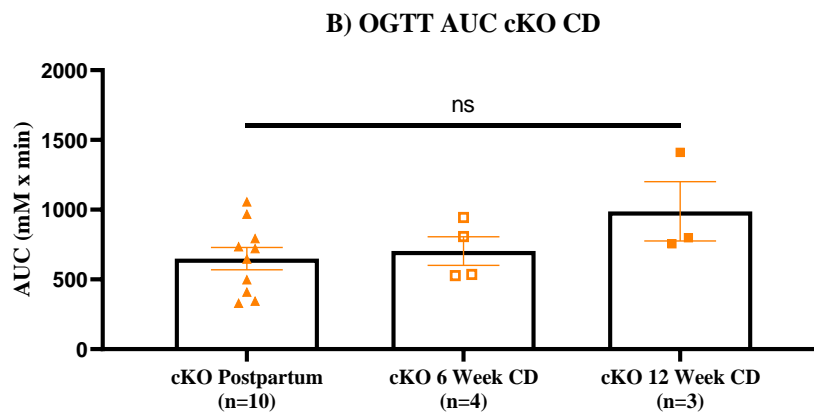 B) OGTT AUC cKO CD
2000
1500
1000
500
0
AUC (mM x min)
ns
cKO Postpartum
(n=10)
cKO 6 Week CD
(n=4)
cKO 12 Week CD
(n=3)